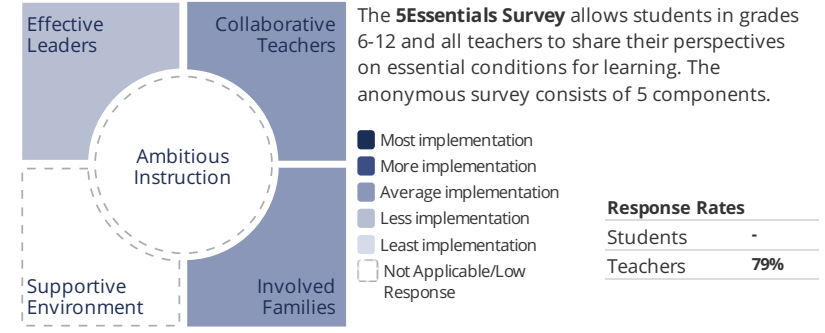 Effective
Leaders
Collaborative
Teachers
Ambitious
Instruction
Supportive
Environment
Involved
Families
The 5Essentials Survey allows students in grades
6-12 and all teachers to share their perspectives
on essential conditions for learning. The
anonymous survey consists of 5 components.
Most implementation
More implementation
Average implementation
Less implementation
Least implementation
Not Applicable/Low
Response
Response Rates
Students -
Teachers 79%